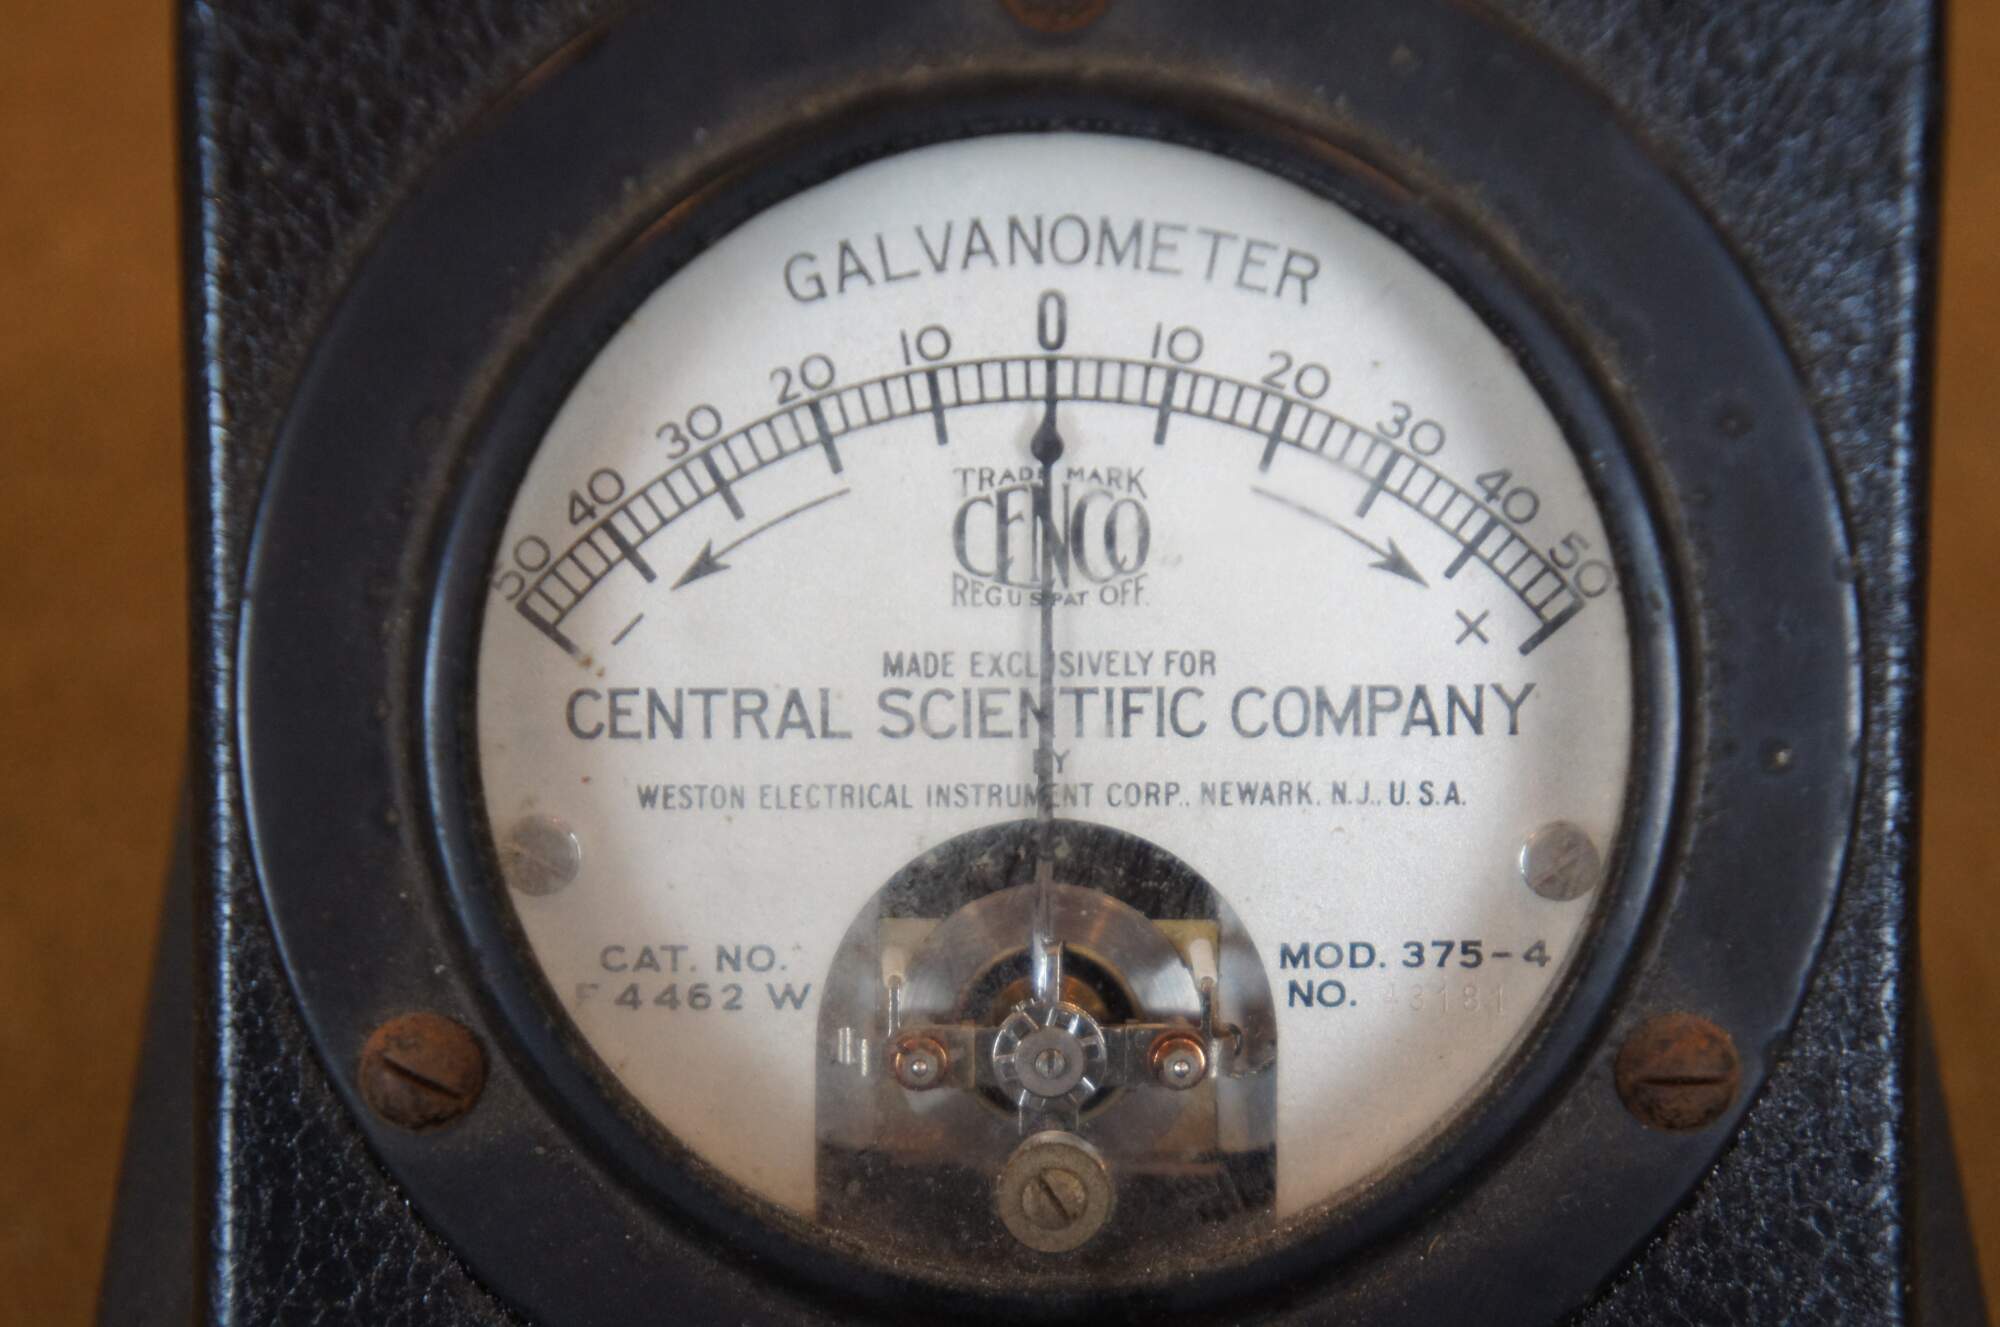 GALVANOMETER
50 40 30 20 10 0 10 20 30 40 50
TRADE MARK
CENCO
REG U S PAT OFF.
- +
MADE EXCLUSIVELY FOR
CENTRAL SCIENTIFIC COMPANY
BY
WESTON ELECTRICAL INSTRUMENT CORP., NEWARK, N.J., U.S.A.
CAT. NO.
F 4462 W
MOD. 375-4
NO. 43181